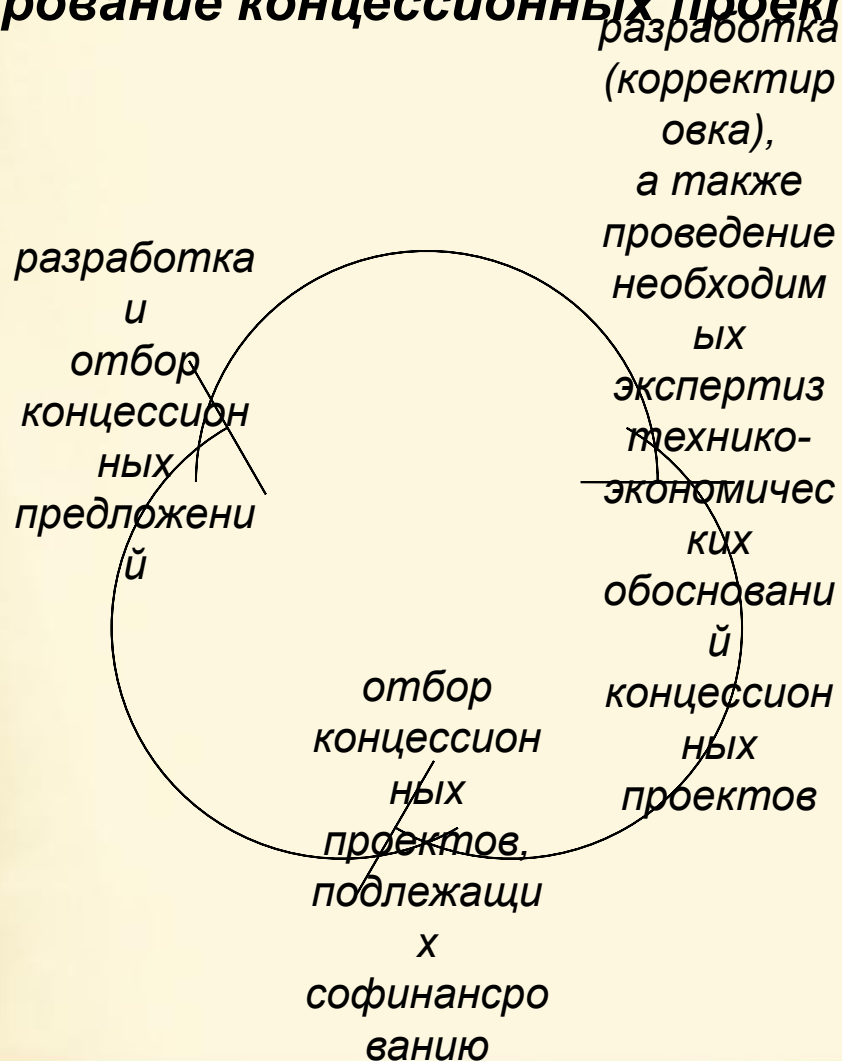 рование концессионных проект
разработка
(корректир
овка),
а также
проведение
необходим
ых
экспертиз
технико-
экономичес
ких
обосновани
й
концессион
ных
проектов
разработка
и
отбор
концессион
ных
предложени
й
отбор
концессион
ных
проектов,
подлежащи
х
софинансро
ванию